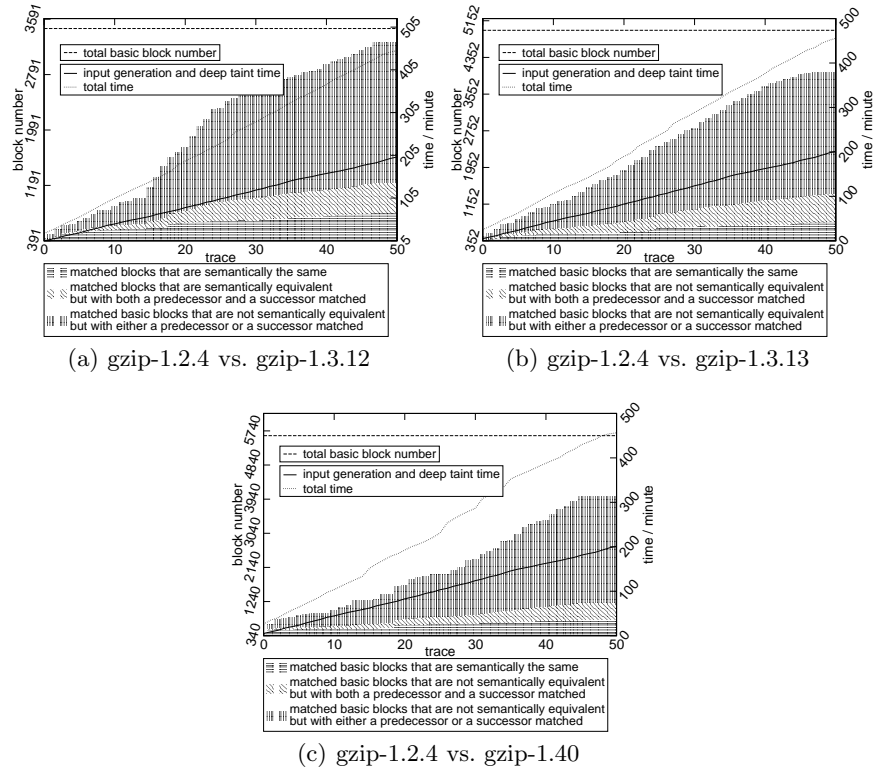 3591
2791
1991
1191
391
block number
505
405
305
205
105
5
time / minute
total basic block number
input generation and deep taint time
total time
0 10 20 30 40 50
trace
matched blocks that are semantically the same
matched basic blocks that are semantically equivalent
but with both a predecessor and a successor matched
matched basic blocks that are not semantically equivalent
but with either a predecessor or a successor matched
(a) gzip-1.2.4 vs. gzip-1.3.12
5152
4352
3552
2752
1952
1152
352
block number
500
400
300
200
100
0
time / minute
total basic block number
input generation and deep taint time
total time
0 10 20 30 40 50
trace
matched basic blocks that are semantically the same
matched basic blocks that are not semantically equivalent
but with both a predecessor and a successor matched
matched basic blocks that are not semantically equivalent
but with either a predecessor or a successor matched
(b) gzip-1.2.4 vs. gzip-1.3.13
5740
4840
3940
3040
2140
1240
340
block number
500
400
300
200
100
0
time / minute
total basic block number
input generation and deep taint time
total time
0 10 20 30 40 50
trace
matched basic blocks that are semantically the same
matched basic blocks that are not semantically equivalent
but with both a predecessor and a successor matched
matched basic blocks that are not semantically equivalent
but with either a predecessor or a successor matched
(c) gzip-1.2.4 vs. gzip-1.40